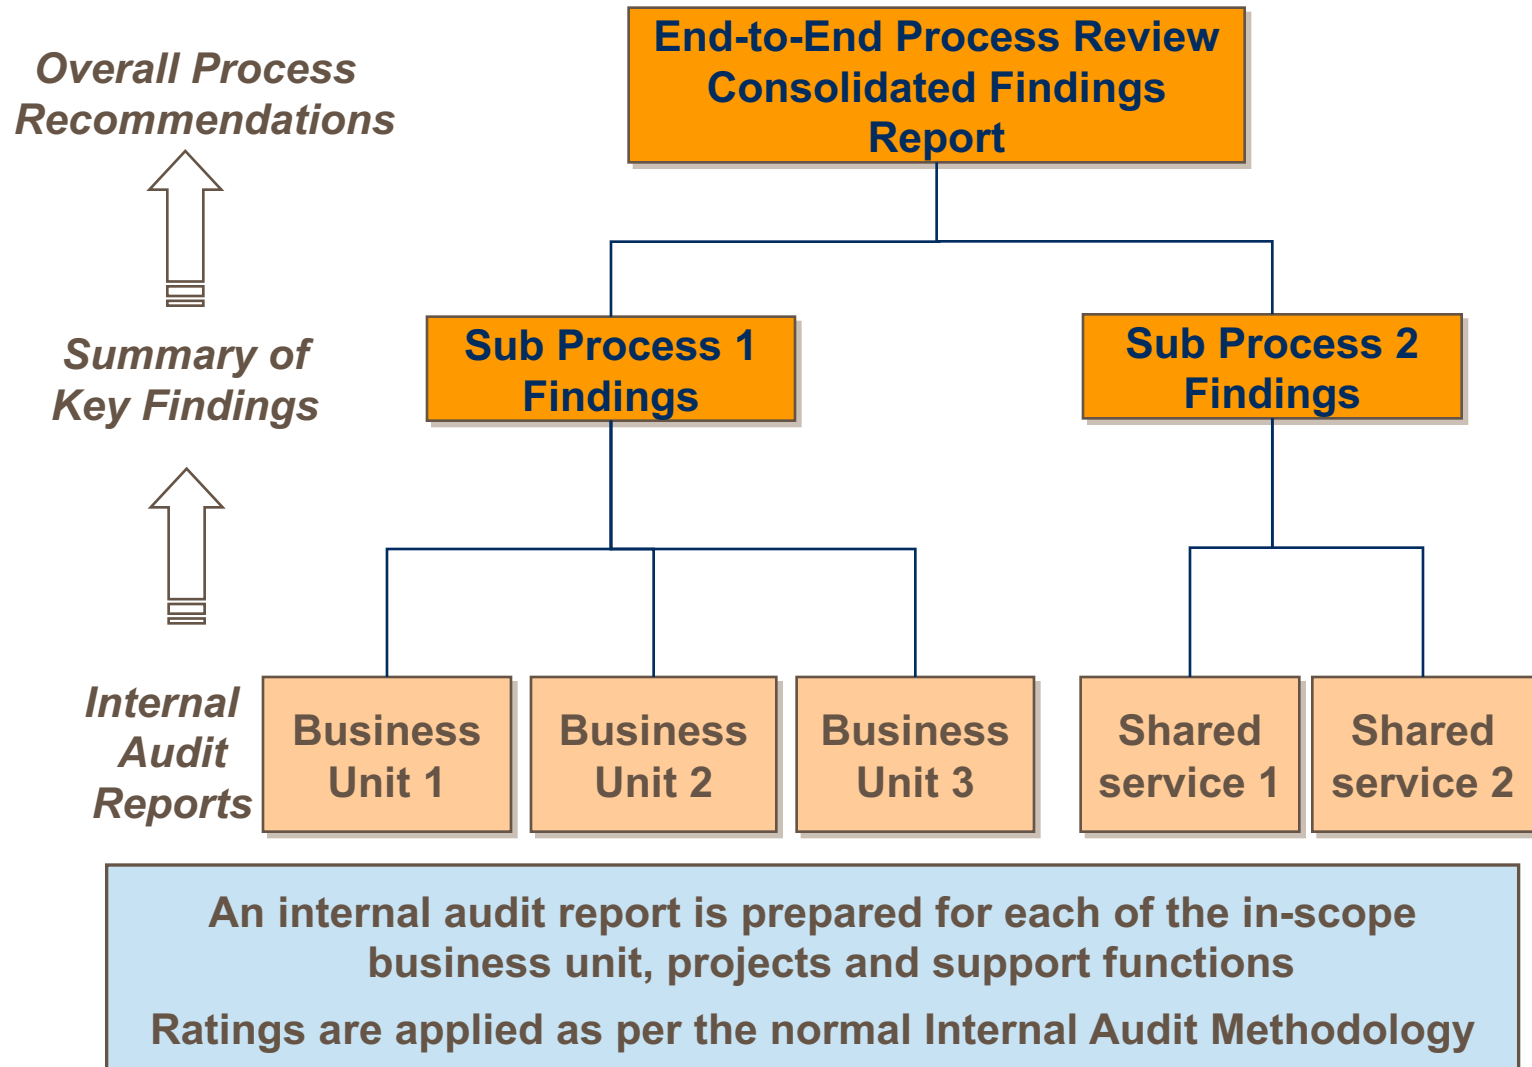 End-to-End Process Review
Consolidated Findings
Report
Overall Process
Recommendations
Summary of
Key Findings
Sub Process 1
Findings
Sub Process 2
Findings
Internal
Audit
Reports
Business
Unit 1
Business
Unit 2
Business
Unit 3
Shared
service 1
Shared
service 2
An internal audit report is prepared for each of the in-scope
business unit, projects and support functions
Ratings are applied as per the normal Internal Audit Methodology